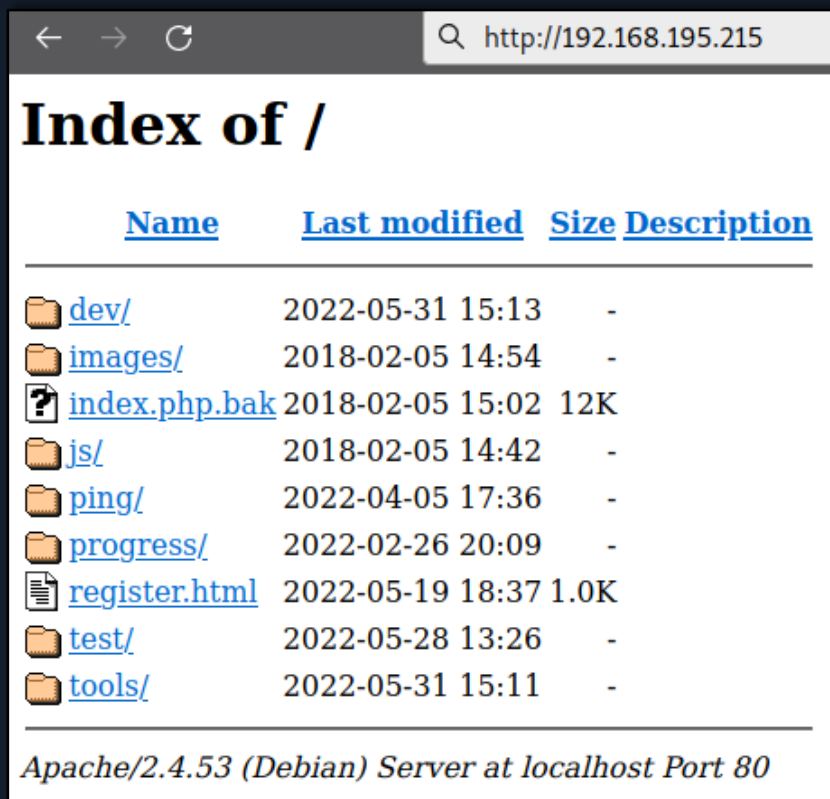 http://192.168.195.215
Index of /
Name Last modified Size Description
dev/ 2022-05-31 15:13 -
images/ 2018-02-05 14:54 -
index.php.bak 2018-02-05 15:02 12K
js/ 2018-02-05 14:42 -
ping/ 2022-04-05 17:36 -
progress/ 2022-02-26 20:09 -
register.html 2022-05-19 18:37 1.0K
test/ 2022-05-28 13:26 -
tools/ 2022-05-31 15:11 -
Apache/2.4.53 (Debian) Server at localhost Port 80